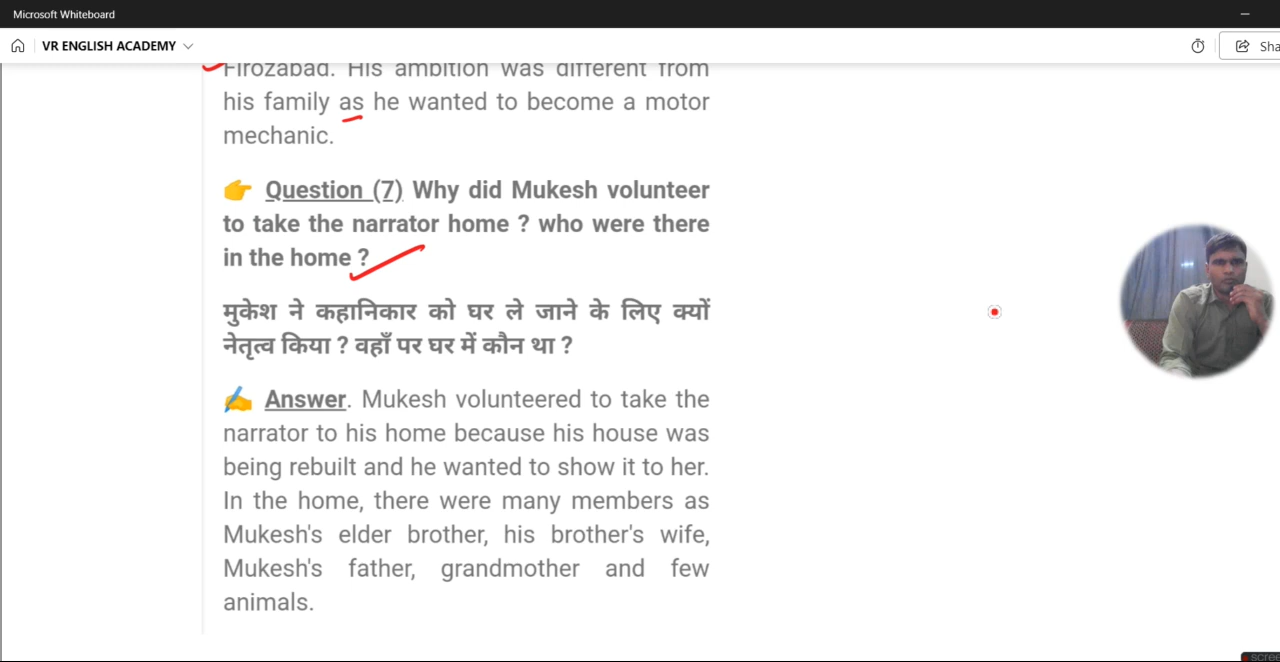 Microsoft Whiteboard
VR ENGLISH ACADEMY
Sha
Firozabad. His ambition was different from
his family as he wanted to become a motor
mechanic.
👉 Question (7) Why did Mukesh volunteer
to take the narrator home ? who were there
in the home ?
मुकेश ने कहानिकार को घर ले जाने के लिए क्यों
नेतृत्व किया ? वहाँ पर घर में कौन था ?
✍️ Answer. Mukesh volunteered to take the
narrator to his home because his house was
being rebuilt and he wanted to show it to her.
In the home, there were many members as
Mukesh's elder brother, his brother's wife,
Mukesh's father, grandmother and few
animals.